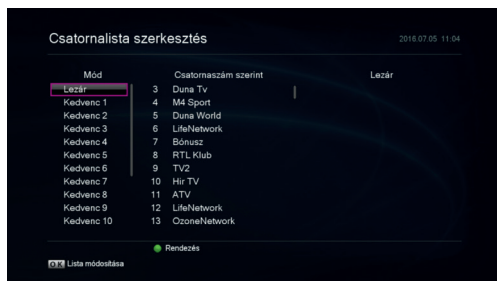 Csatornalista szerkesztés
2016.07.05 11:04
Mód Csatornaszám szerint Lezár
Lezár 3 Duna Tv
Kedvenc 1 4 M4 Sport
Kedvenc 2 5 Duna World
Kedvenc 3 6 LifeNetwork
Kedvenc 4 7 Bónusz
Kedvenc 5 8 RTL Klub
Kedvenc 6 9 TV2
Kedvenc 7 10 Hír TV
Kedvenc 8 11 ATV
Kedvenc 9 12 LifeNetwork
Kedvenc 10 13 OzoneNetwork
Rendezés
OK Lista módosítása